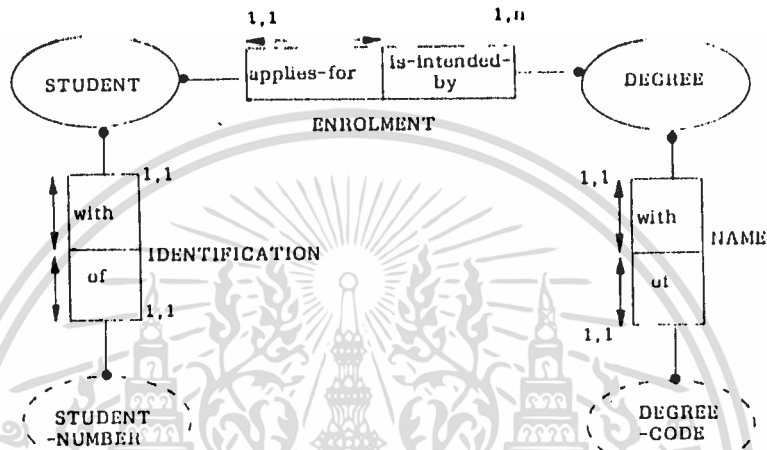 1,1
1,n
STUDENT
applies-for
is-intended-
by
DEGREE
ENROLMENT
1,1
with
IDENTIFICATION
of
1,1
1,1
with
NAME
of
1,1
STUDENT
-NUMBER
DEGREE
-CODE